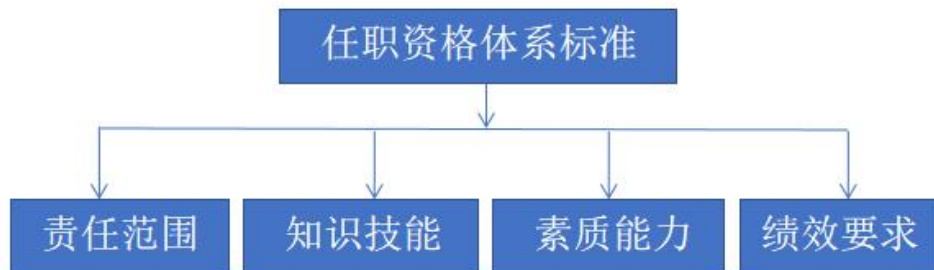 任职资格体系标准
责任范围
知识技能
素质能力
绩效要求